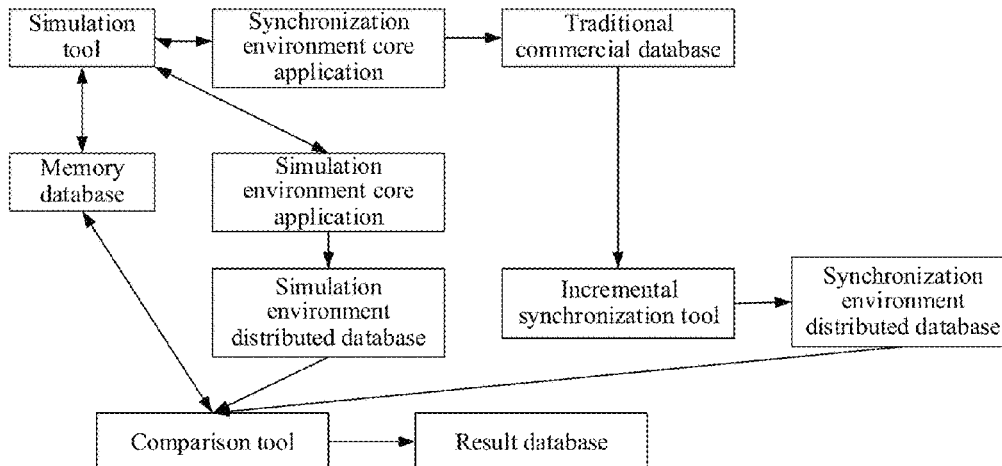 Simulation
tool
Synchronization
environment core
application
Traditional
commercial database
Memory
database
Simulation
environment core
application
Simulation
environment
distributed database
Incremental
synchronization tool
Synchronization
environment
distributed database
Comparison tool
Result database